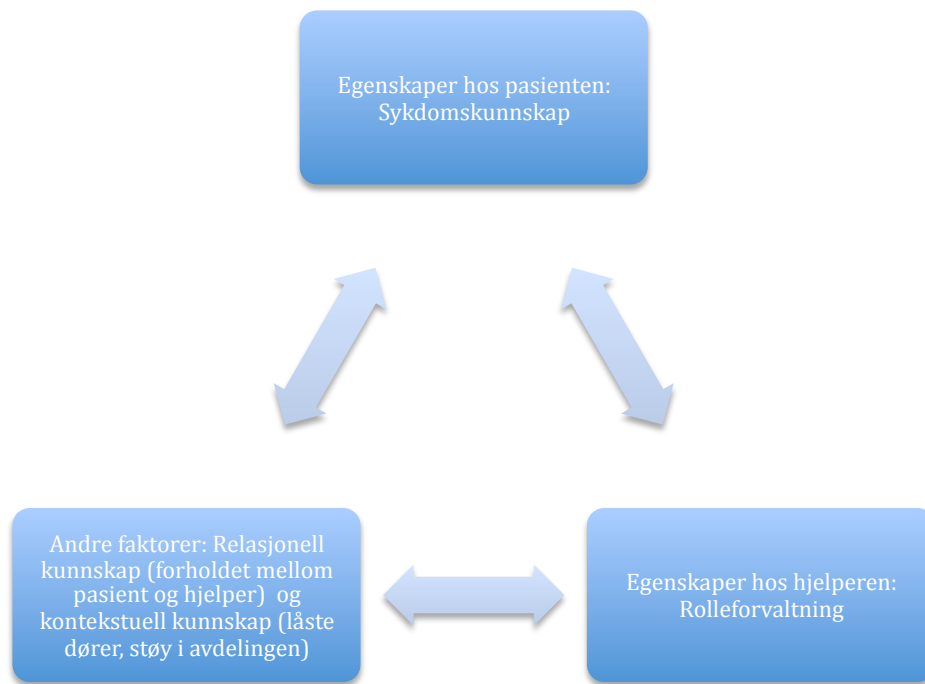 Egenskaper hos pasienten:
Sykdomskunnskap
Andre faktorer: Relasjonell
kunnskap (forholdet mellom
pasient og hjelper) og
kontekstuell kunnskap (låste
dører, støy i avdelingen)
Egenskaper hos hjelperen:
Rolleforvaltning